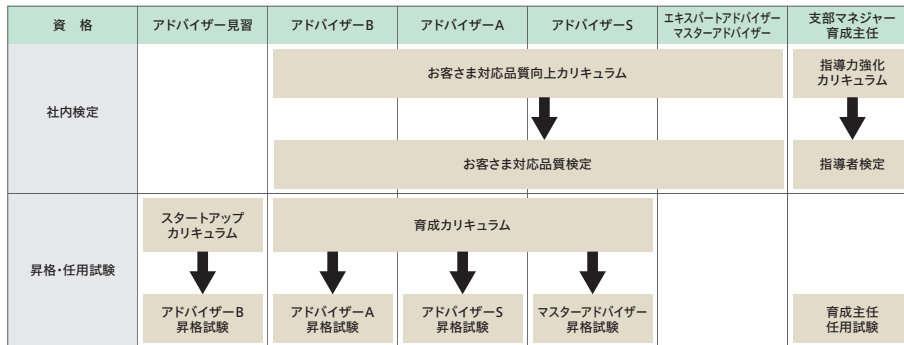 資　格
アドバイザー見習
アドバイザーB
アドバイザーA
アドバイザーS
エキスパートアドバイザー
マスターアドバイザー
支部マネジャー
育成主任
社内検定
お客さま対応品質向上カリキュラム
指導力強化
カリキュラム
お客さま対応品質検定
指導者検定
昇格・任用試験
スタートアップ
カリキュラム
育成カリキュラム
アドバイザーB
昇格試験
アドバイザーA
昇格試験
アドバイザーS
昇格試験
マスターアドバイザー
昇格試験
育成主任
任用試験